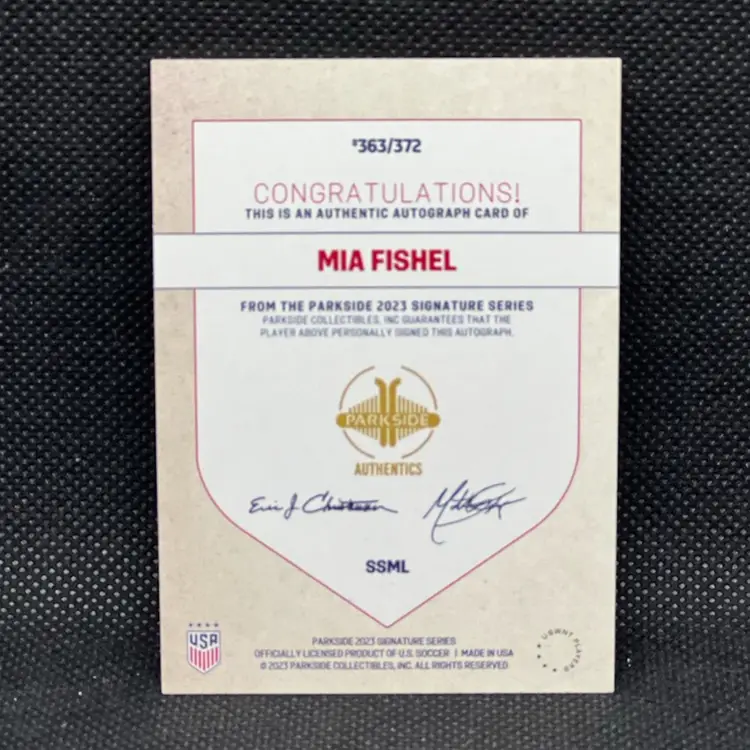 #363/372
CONGRATULATIONS!
THIS IS AN AUTHENTIC AUTOGRAPH CARD OF
MIA FISHEL
FROM THE PARKSIDE 2023 SIGNATURE SERIES
PARKSIDE COLLECTIBLES, INC GUARANTEES THAT THE
PLAYER ABOVE PERSONALLY SIGNED THIS AUTOGRAPH.
PARKSIDE
AUTHENTICS
Eric J
SSML
USA
PARKSIDE 2023 SIGNATURE SERIES
OFFICIALLY LICENSED PRODUCT OF U.S. SOCCER | MADE IN USA
© 2023 PARKSIDE COLLECTIBLES, INC. ALL RIGHTS RESERVED
USWNT PLAYERS